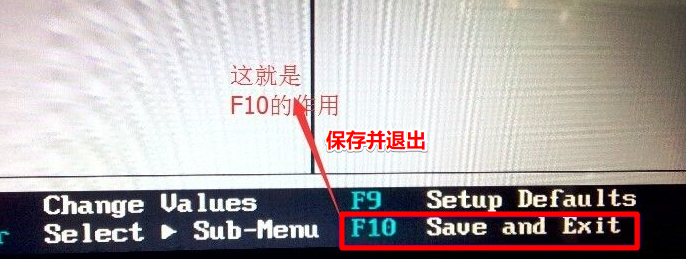 这就是
F10的作用
保存并退出
Change Values F9 Setup Defaults
r Select ▶ Sub-Menu F10 Save and Exit